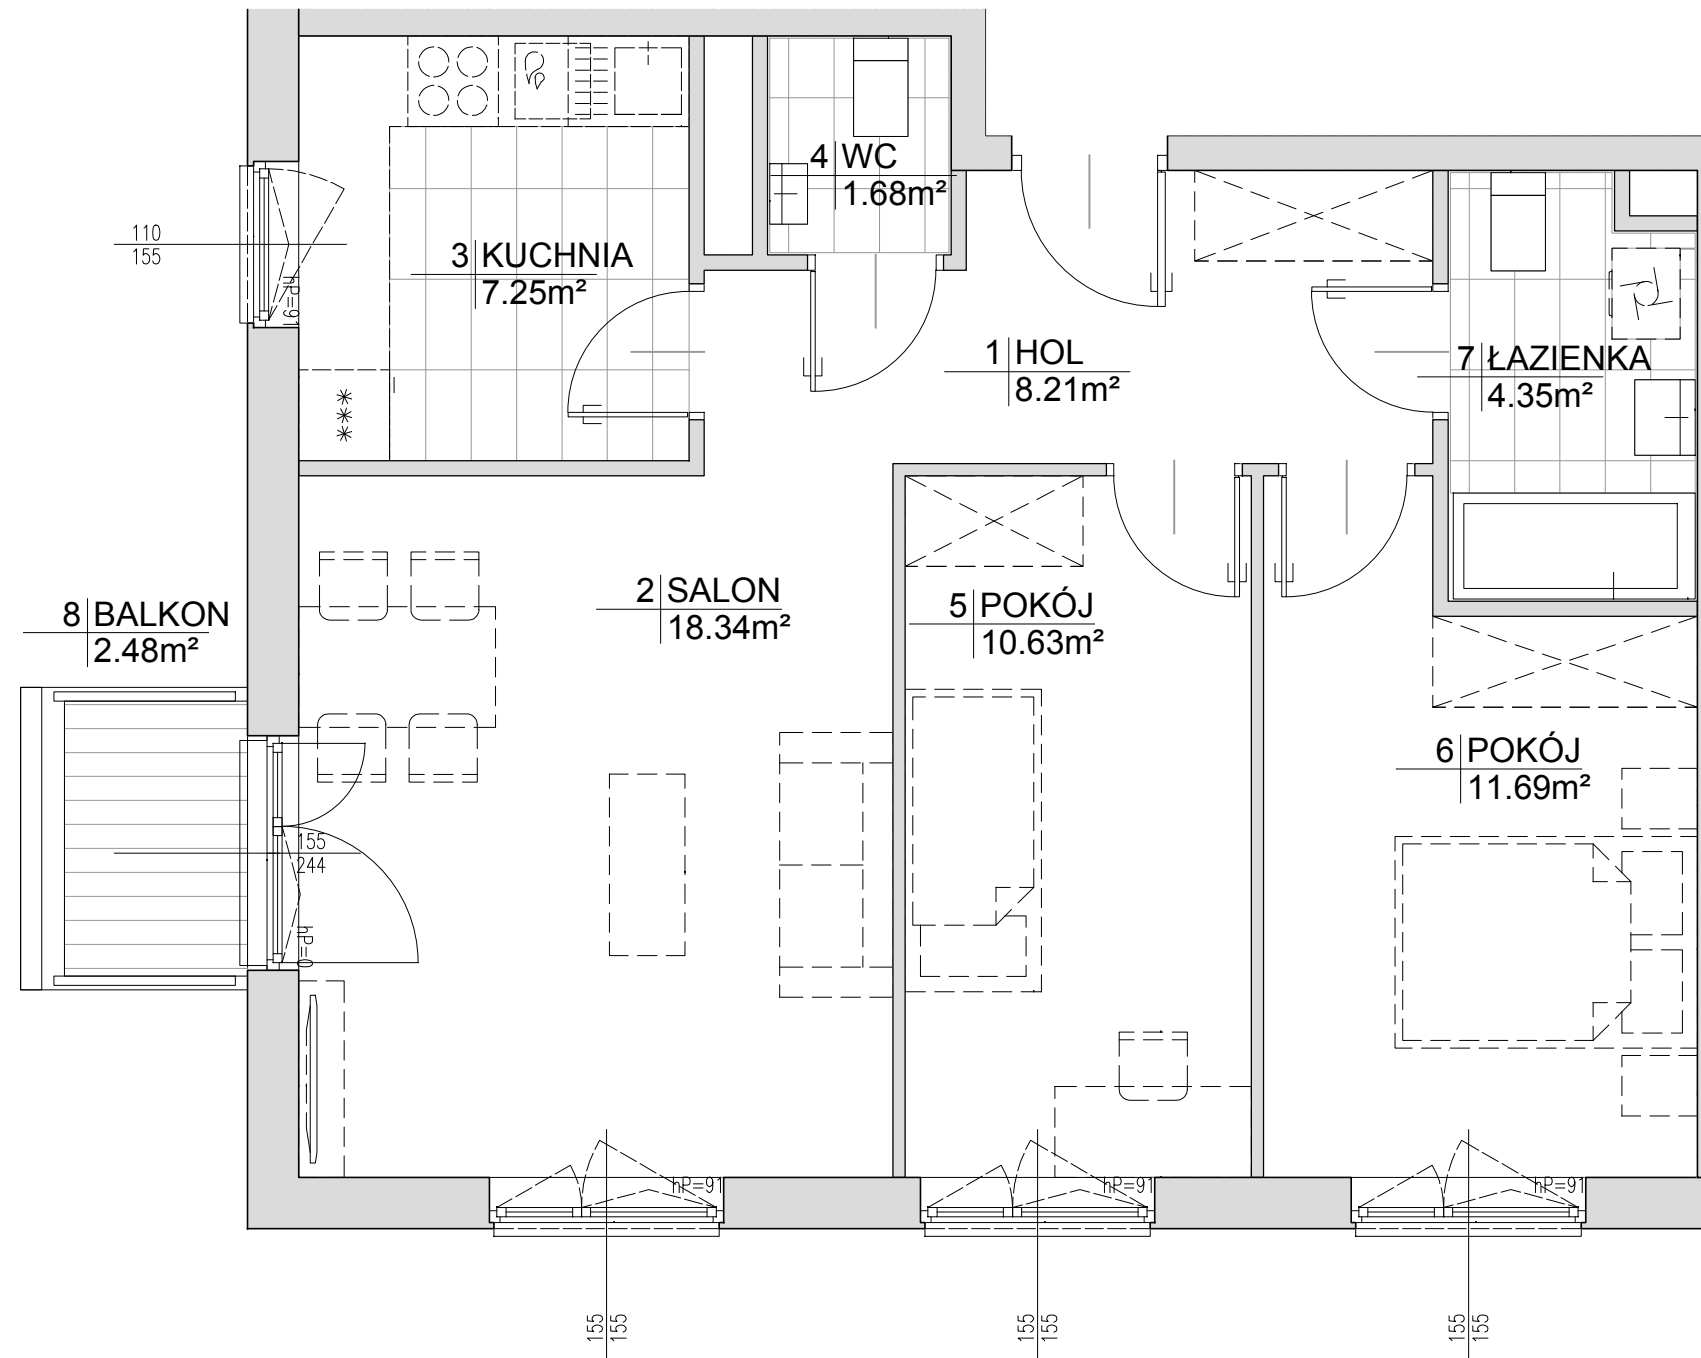 4 WC
1.68m²
110
155
3 KUCHNIA
7.25m²
hP=91
1 HOL
8.21m²
7 ŁAZIENKA
4.35m²
***
2 SALON
18.34m²
5 POKÓJ
10.63m²
8 BALKON
2.48m²
6 POKÓJ
11.69m²
155
244
hP=0
hP=91
hP=91
hP=91
155
155
155
155
155
155